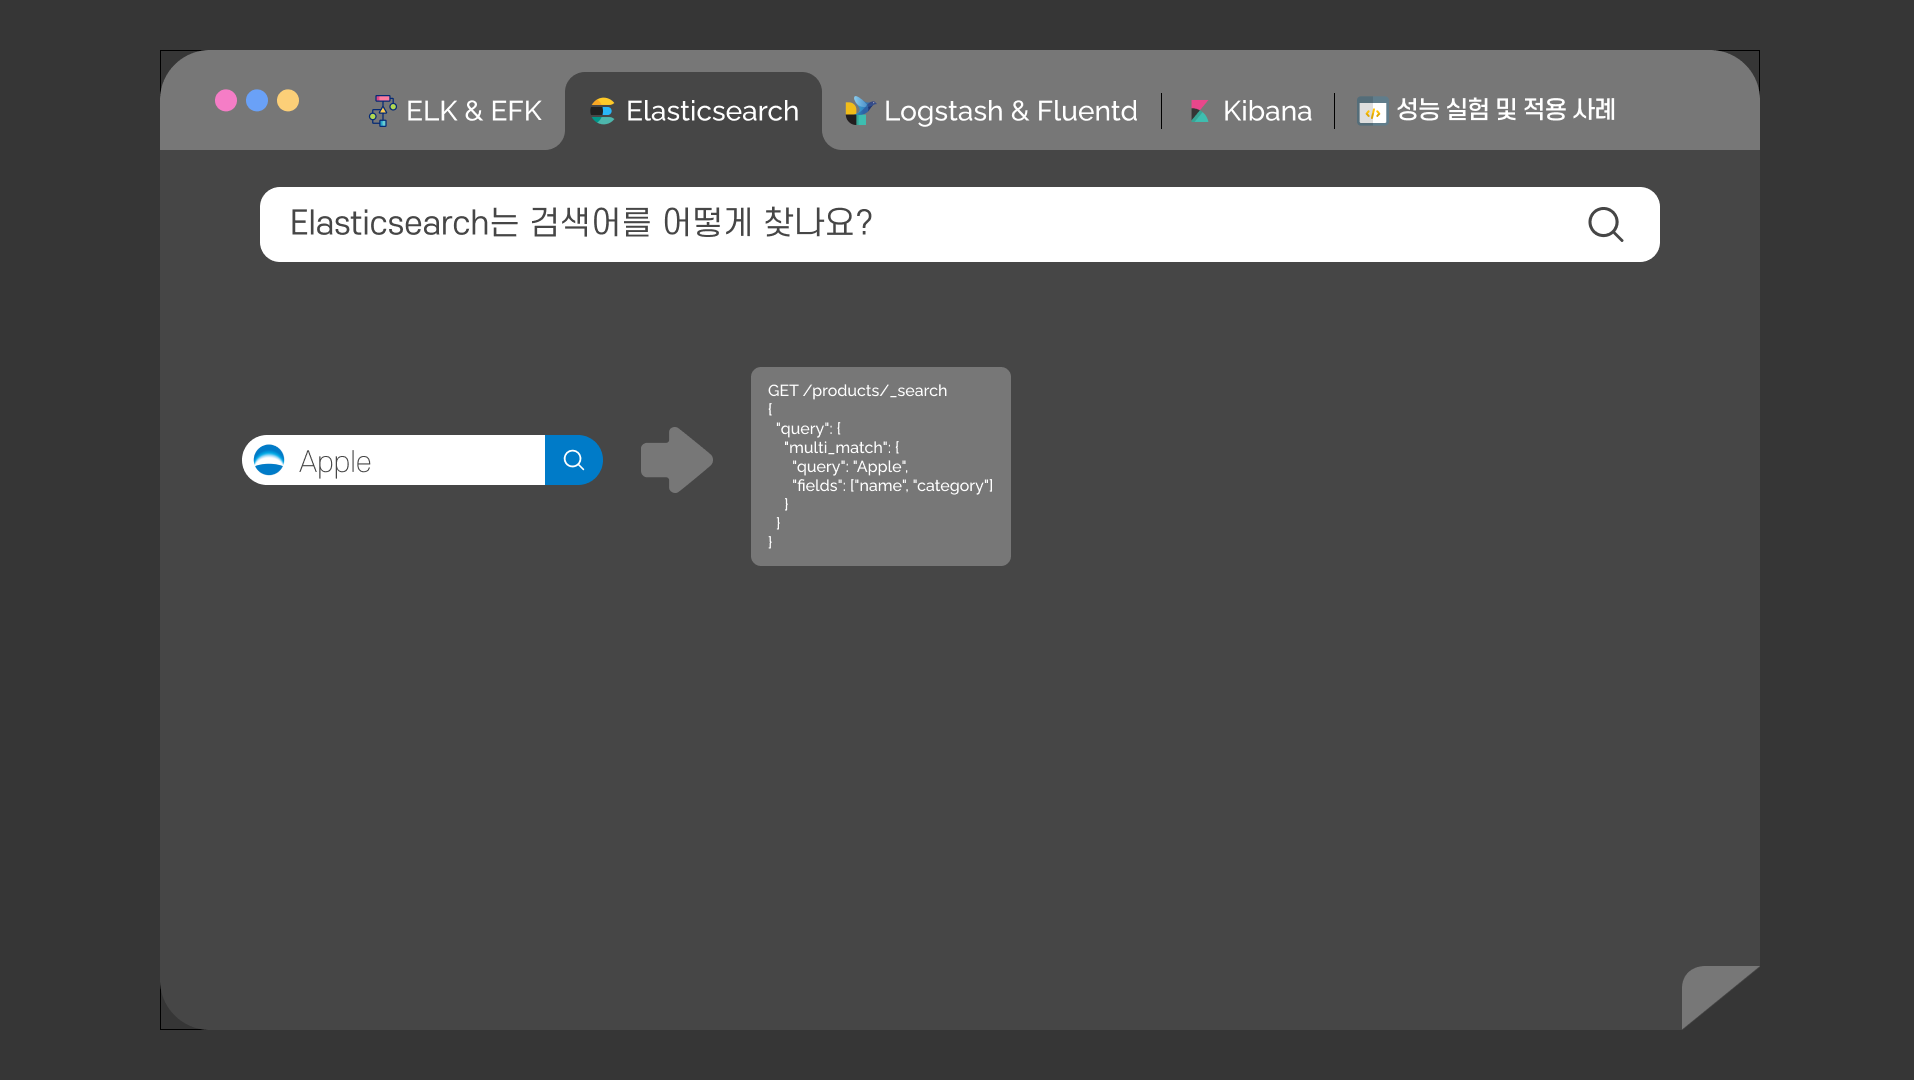 ELK & EFK
Elasticsearch
Logstash & Fluentd
Kibana
성능 실험 및 적용 사례
Elasticsearch는 검색어를 어떻게 찾나요?
Apple
GET /products/_search
{
  "query": {
    "multi_match": {
      "query": "Apple",
      "fields": ["name", "category"]
    }
  }
}